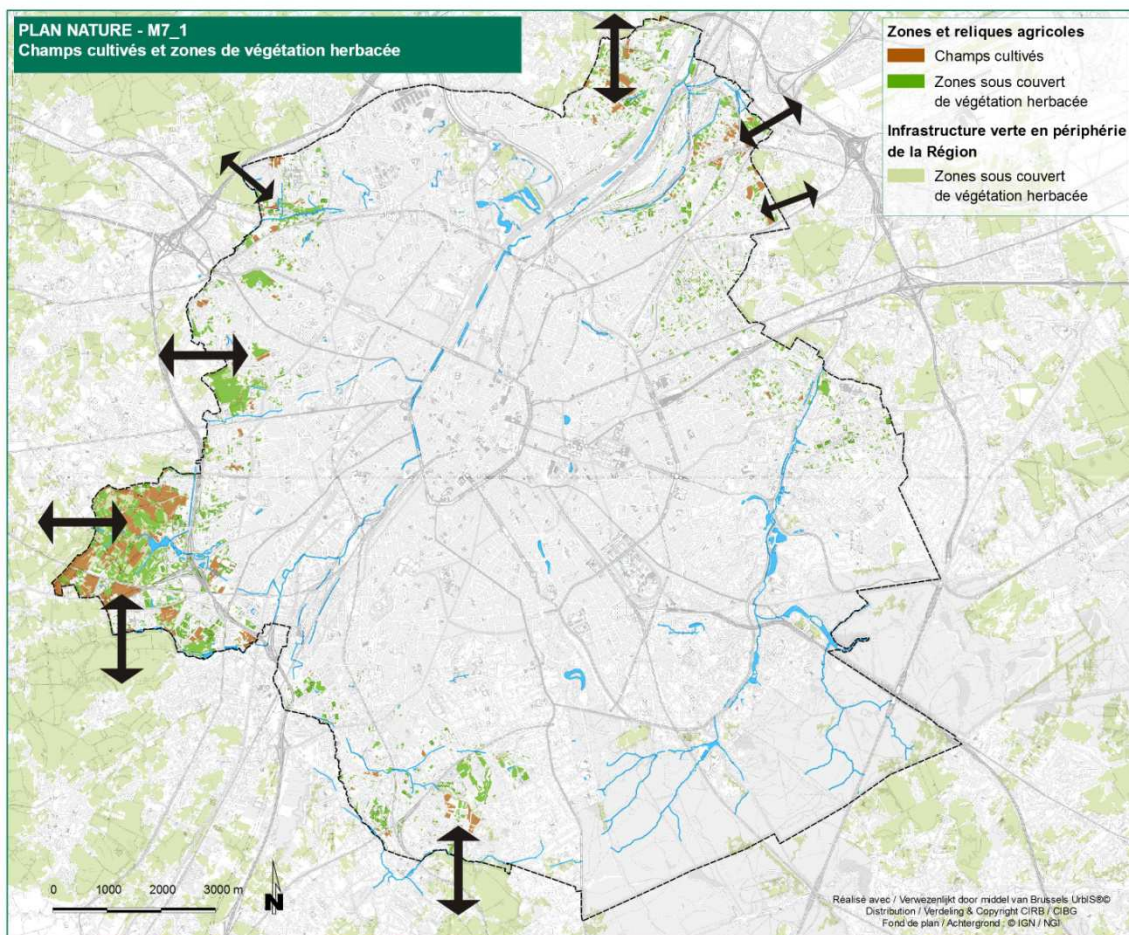 PLAN NATURE - M7_1
Champs cultivés et zones de végétation herbacée
Zones et reliques agricoles
Champs cultivés
Zones sous couvert
de végétation herbacée
Infrastructure verte en périphérie
de la Région
Zones sous couvert
de végétation herbacée
0 1000 2000 3000 m
N
Réalisé avec / Verwezenlijkt door middel van Brussels UrbIS®©
Distribution / Verdeling & Copyright CIRB / CIBG
Fond de plan / Achtergrond : © IGN / NGI